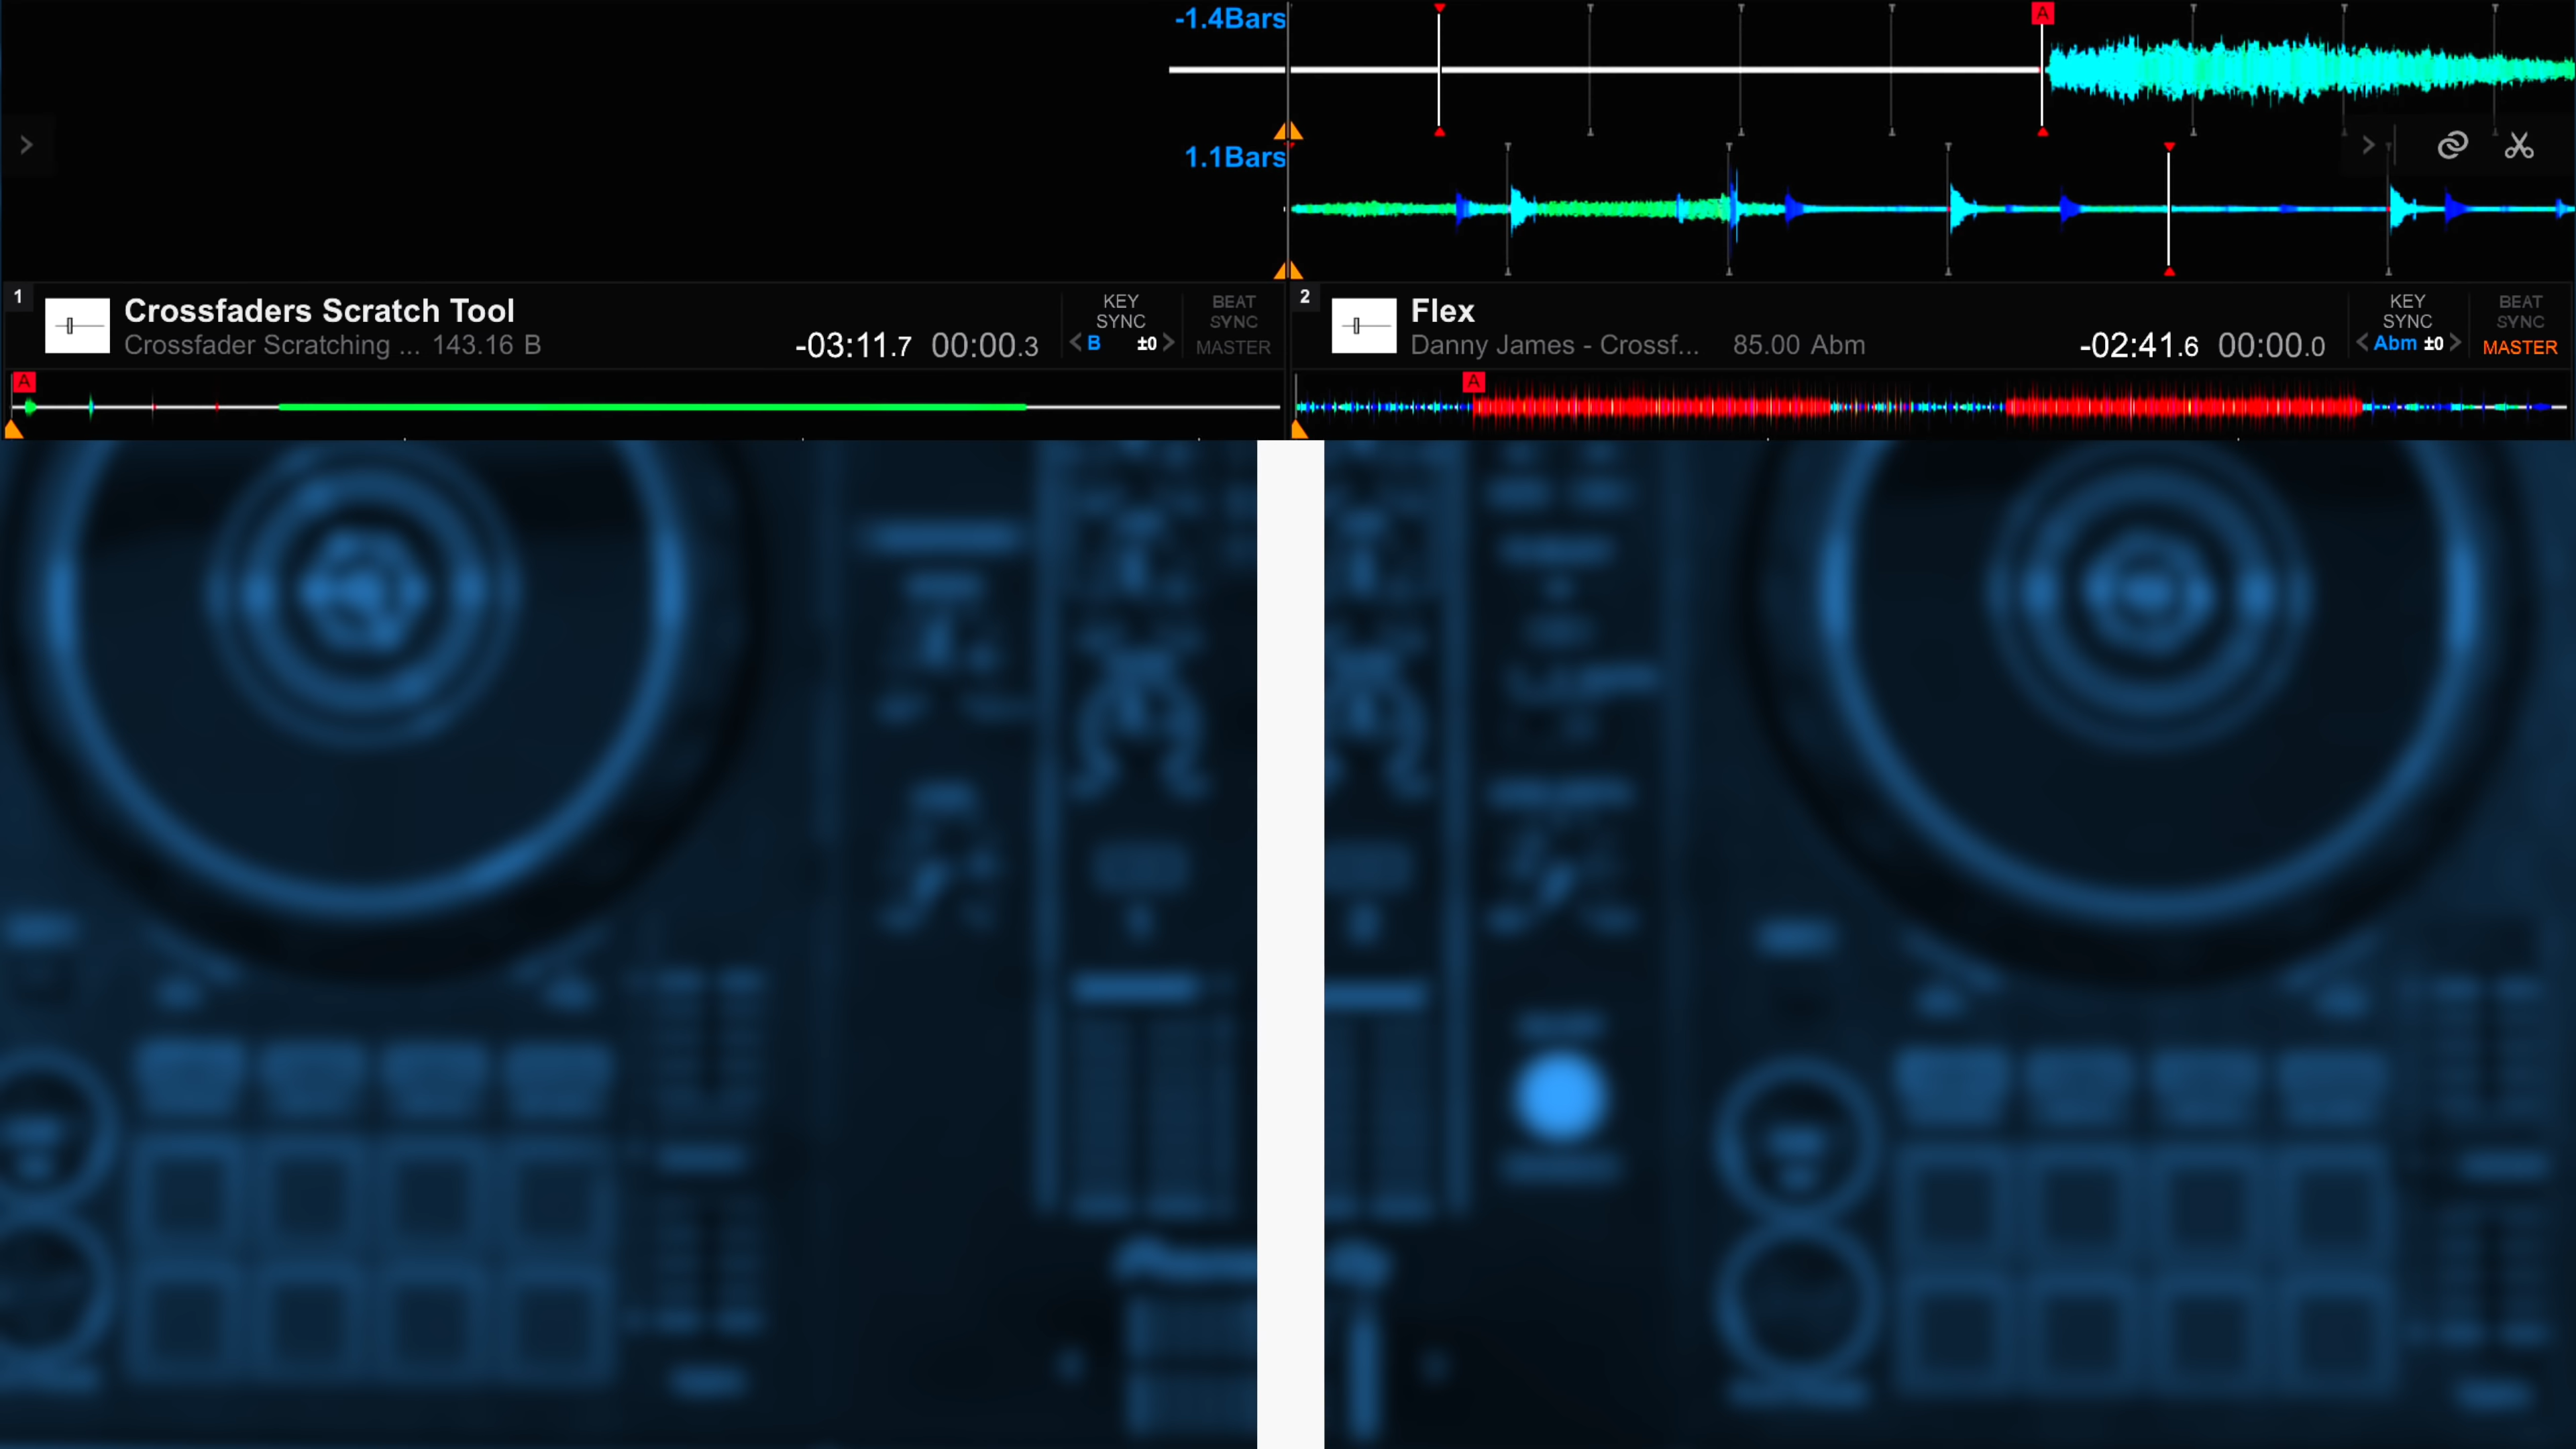 -1.4Bars
A
1.1Bars
1
Crossfaders Scratch Tool
Crossfader Scratching ... 143.16 B
-03:11.7 00:00.3
KEY
SYNC
< B ±0 >
BEAT
SYNC
MASTER
2
Flex
Danny James - Crossf... 85.00 Abm
-02:41.6 00:00.0
KEY
SYNC
< Abm ±0 >
BEAT
SYNC
MASTER
A
A